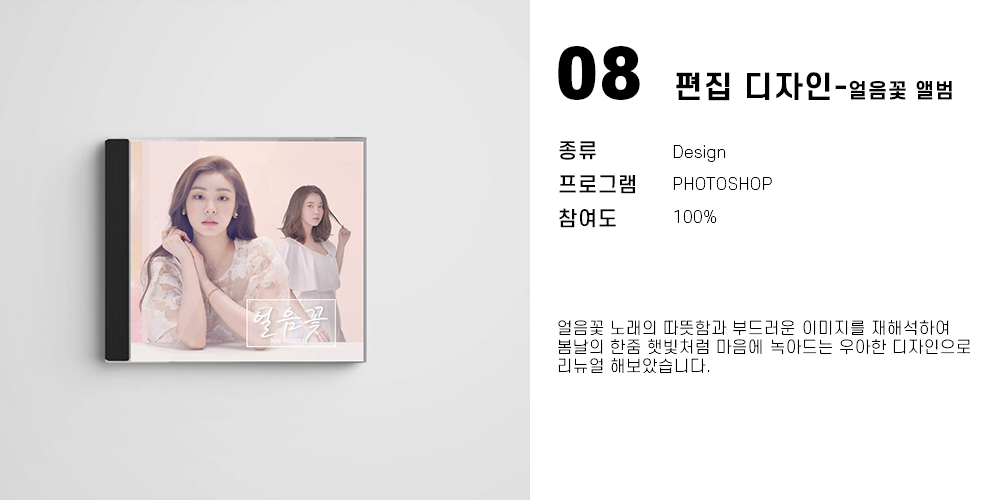 08 편집 디자인-얼음꽃 앨범
종류 Design
프로그램 PHOTOSHOP
참여도 100%
얼음꽃 노래의 따뜻함과 부드러운 이미지를 재해석하여
봄날의 한줌 햇빛처럼 마음에 녹아드는 우아한 디자인으로
리뉴얼 해보았습니다.
얼음꽃